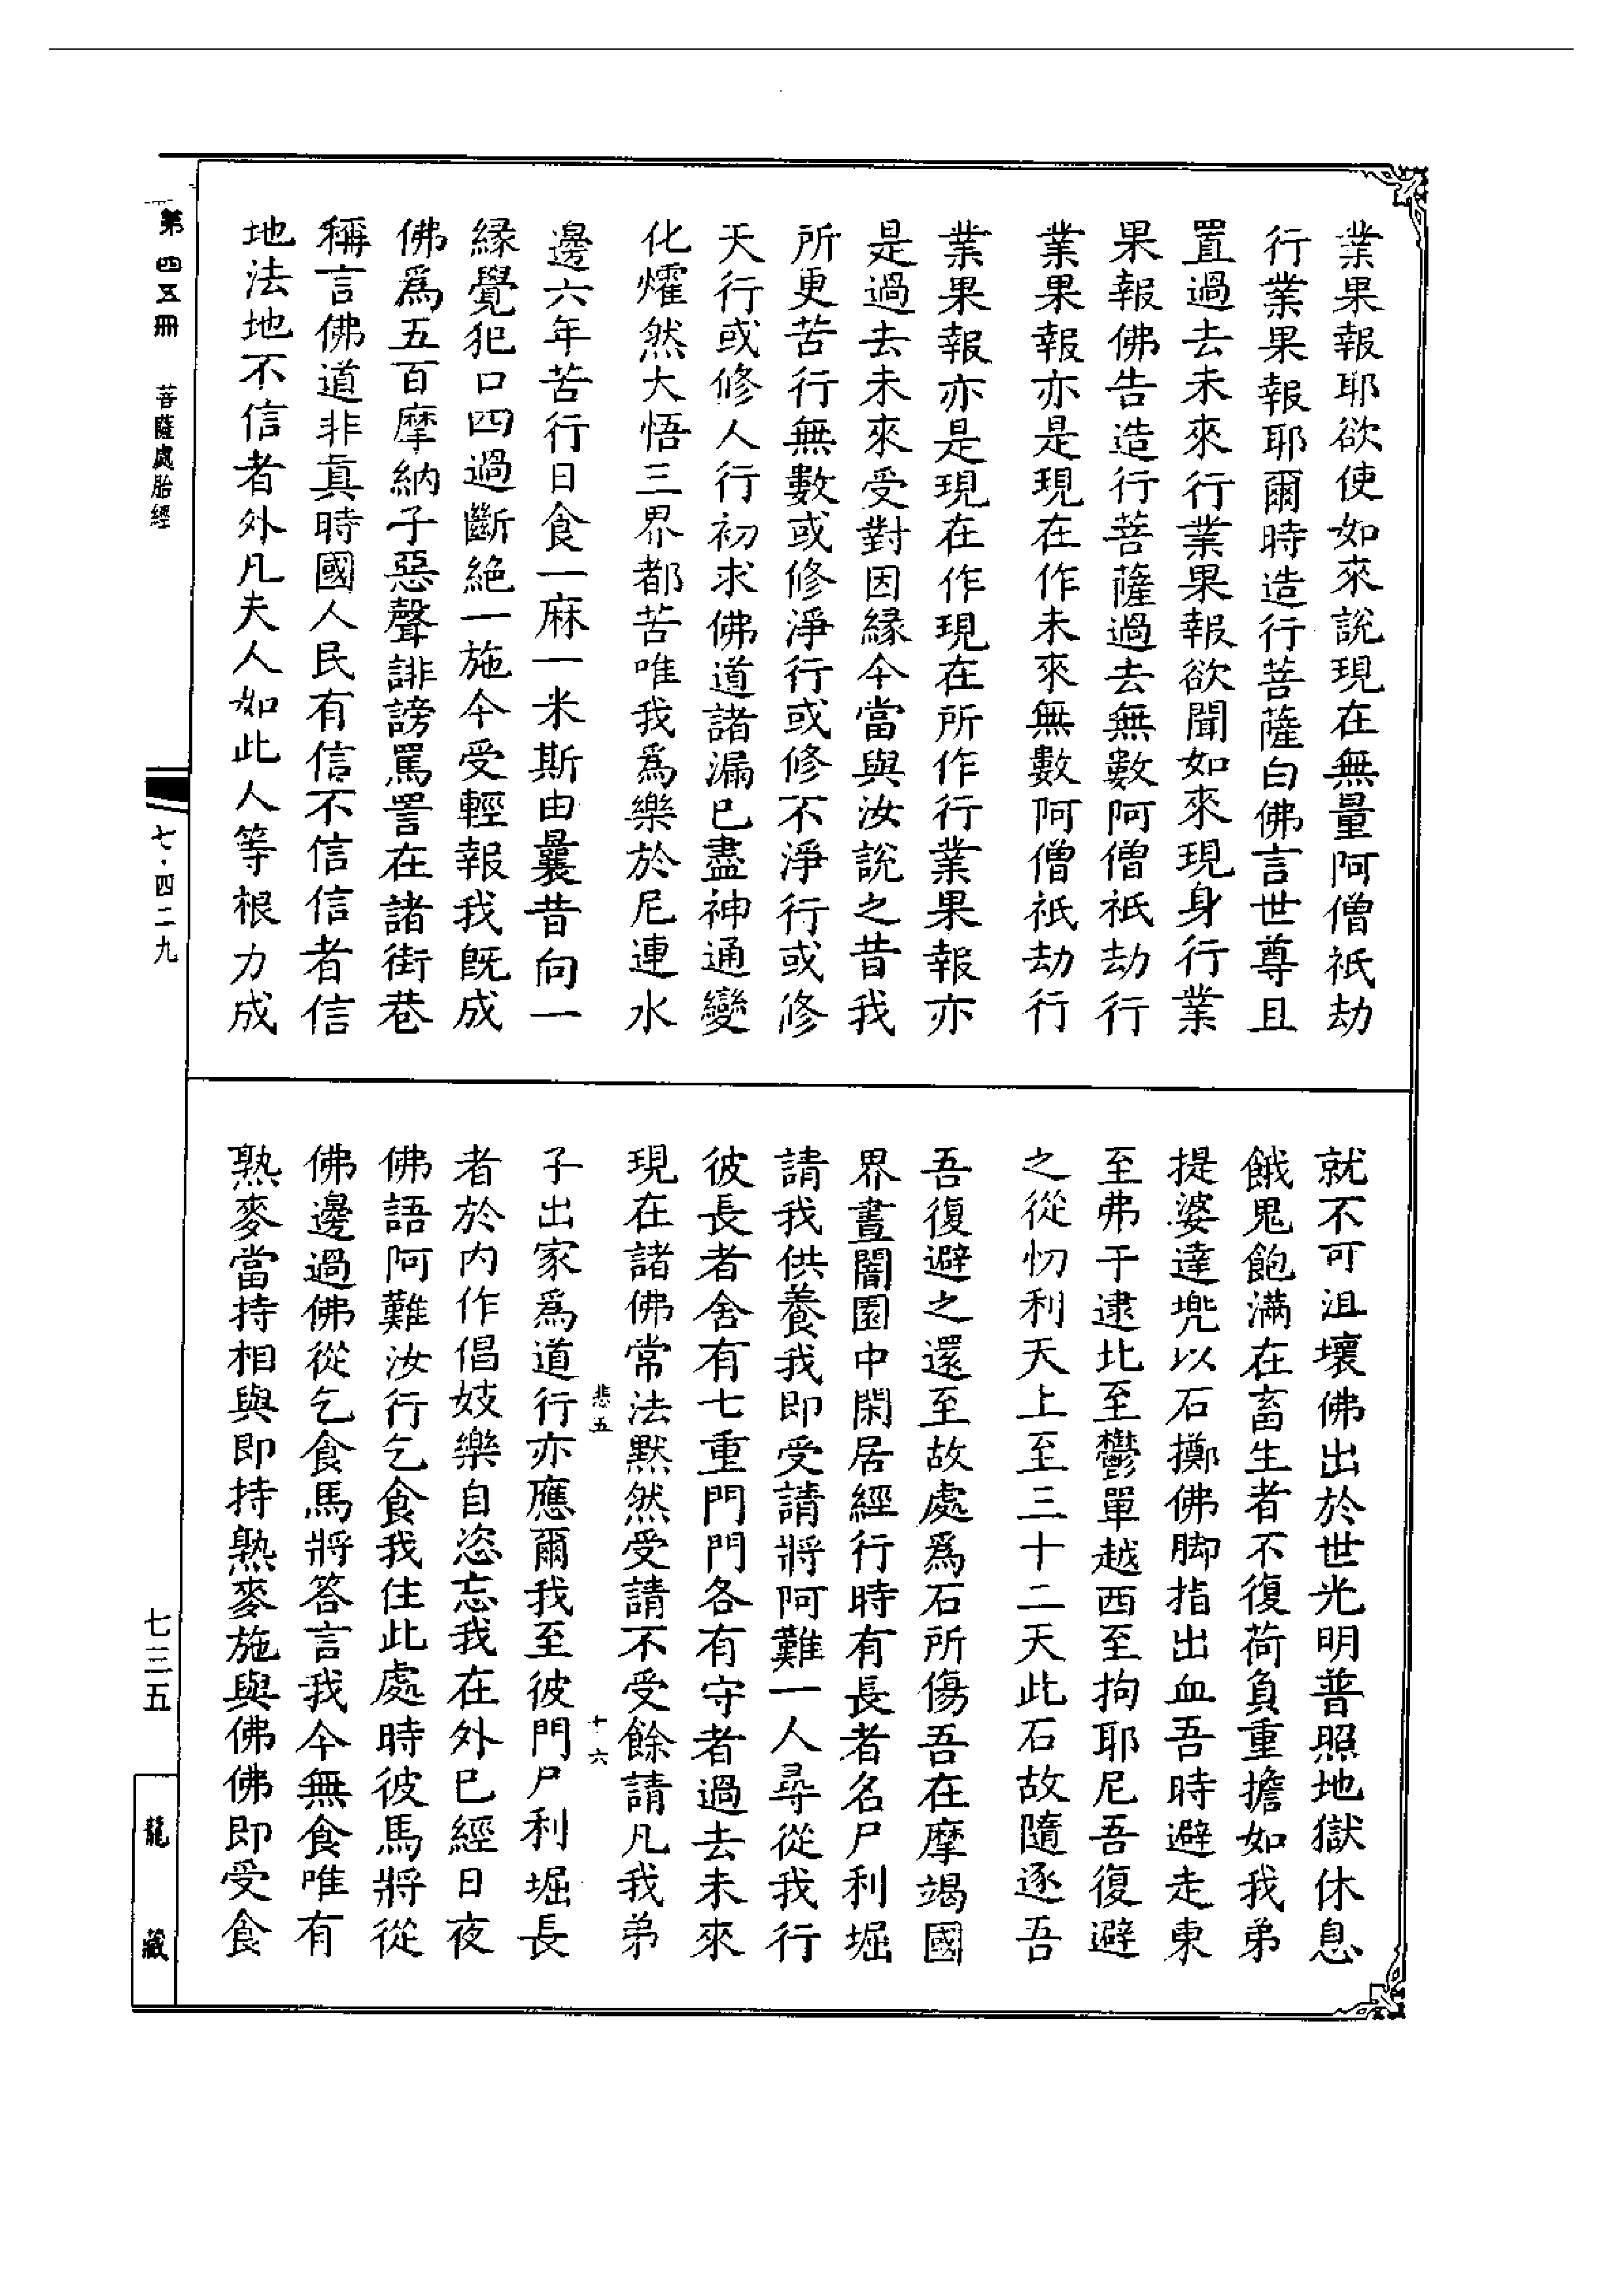 業果報耶欲使如來說現在無量阿僧祇劫
行業果報耶爾時造行菩薩白佛言世尊且
置過去未來行業果報欲聞如來現身行業
果報佛告造行菩薩過去無數阿僧祇劫行
業果報亦是現在作未來無數阿僧祇劫行
業果報亦是現在作現在所作行業果報亦
是過去未來受對因緣今當與汝說之昔我
所更苦行無數或修淨行或修不淨行或修
天行或修人行初求佛道諸漏已盡神通變
化燿然大悟三界都苦唯我爲樂於尼連水
邊六年苦行日食一麻一米斯由曩昔向一
緣覺犯口四過斷絕一施今受輕報我旣成
佛爲五百摩納子惡聲誹謗罵詈在諸街巷
稱言佛道非真時國人民有信不信信者信
地法地不信者外凡夫人如此人等根力成
就不可沮壞佛出於世光明普照地獄休息
餓鬼飽滿在畜生者不復荷負重擔如我弟
提婆達兜以石擲佛脚指出血吾時避走東
至弗于逮北至鬱單越西至拘耶尼吾復避
之從忉利天上至三十二天此石故隨逐吾
吾復避之還至故處爲石所傷吾在摩竭國
界晝闇園中閑居經行時有長者名尸利堀
請我供養我即受請將阿難一人尋從我行
彼長者舍有七重門門各有守者過去未來
現在諸佛常法默然受請不受餘請凡我弟
子出家爲道行亦應爾我至彼門尸利堀長
者於內作倡妓樂自恣忘我在外已經日夜
佛語阿難汝行乞食我住此處時彼馬將從
佛邊過佛從乞食馬將答言我今無食唯有
熟麥當持相與即持熟麥施與佛佛即受食
悲五
十六
第四五冊
菩薩處胎經
七·四二九
七三五
龍藏